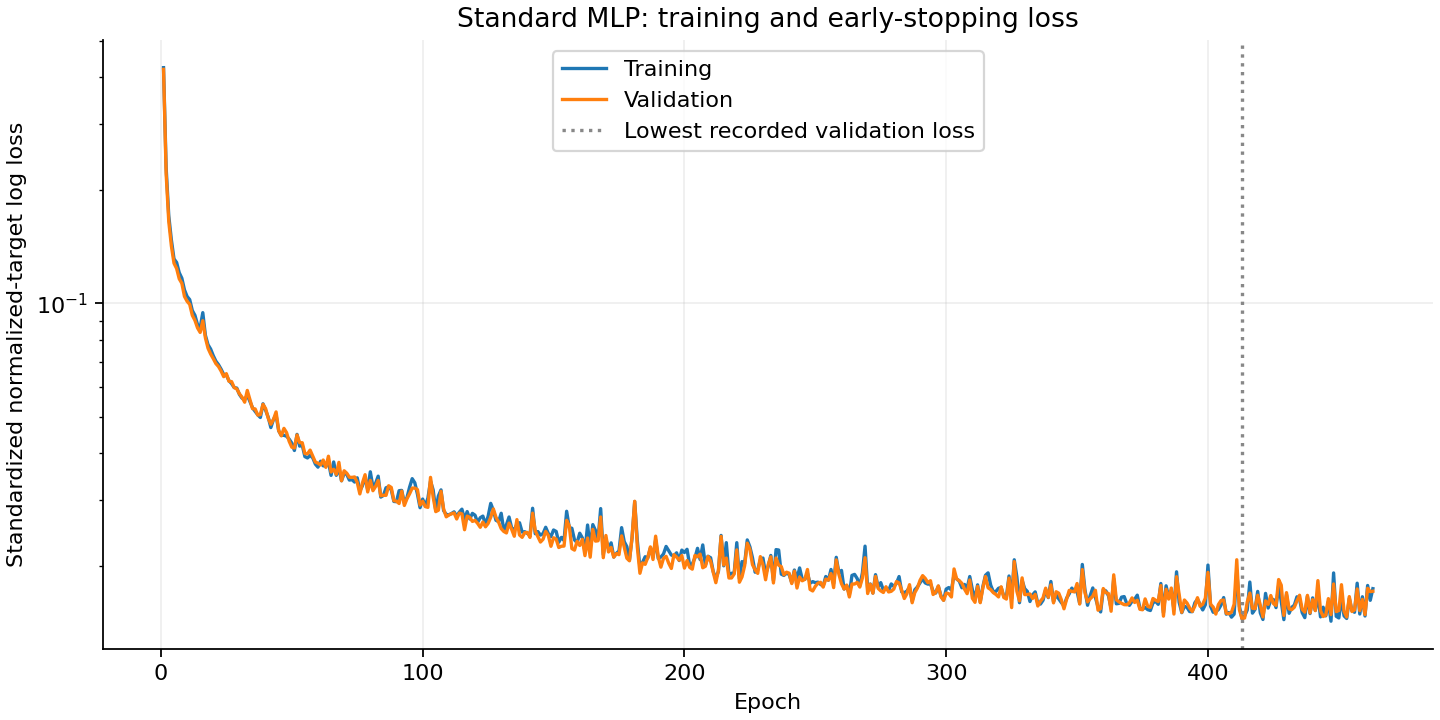 Standard MLP: training and early-stopping loss
Training
Validation
Lowest recorded validation loss
Standardized normalized-target log loss
10⁻¹
0 100 200 300 400
Epoch